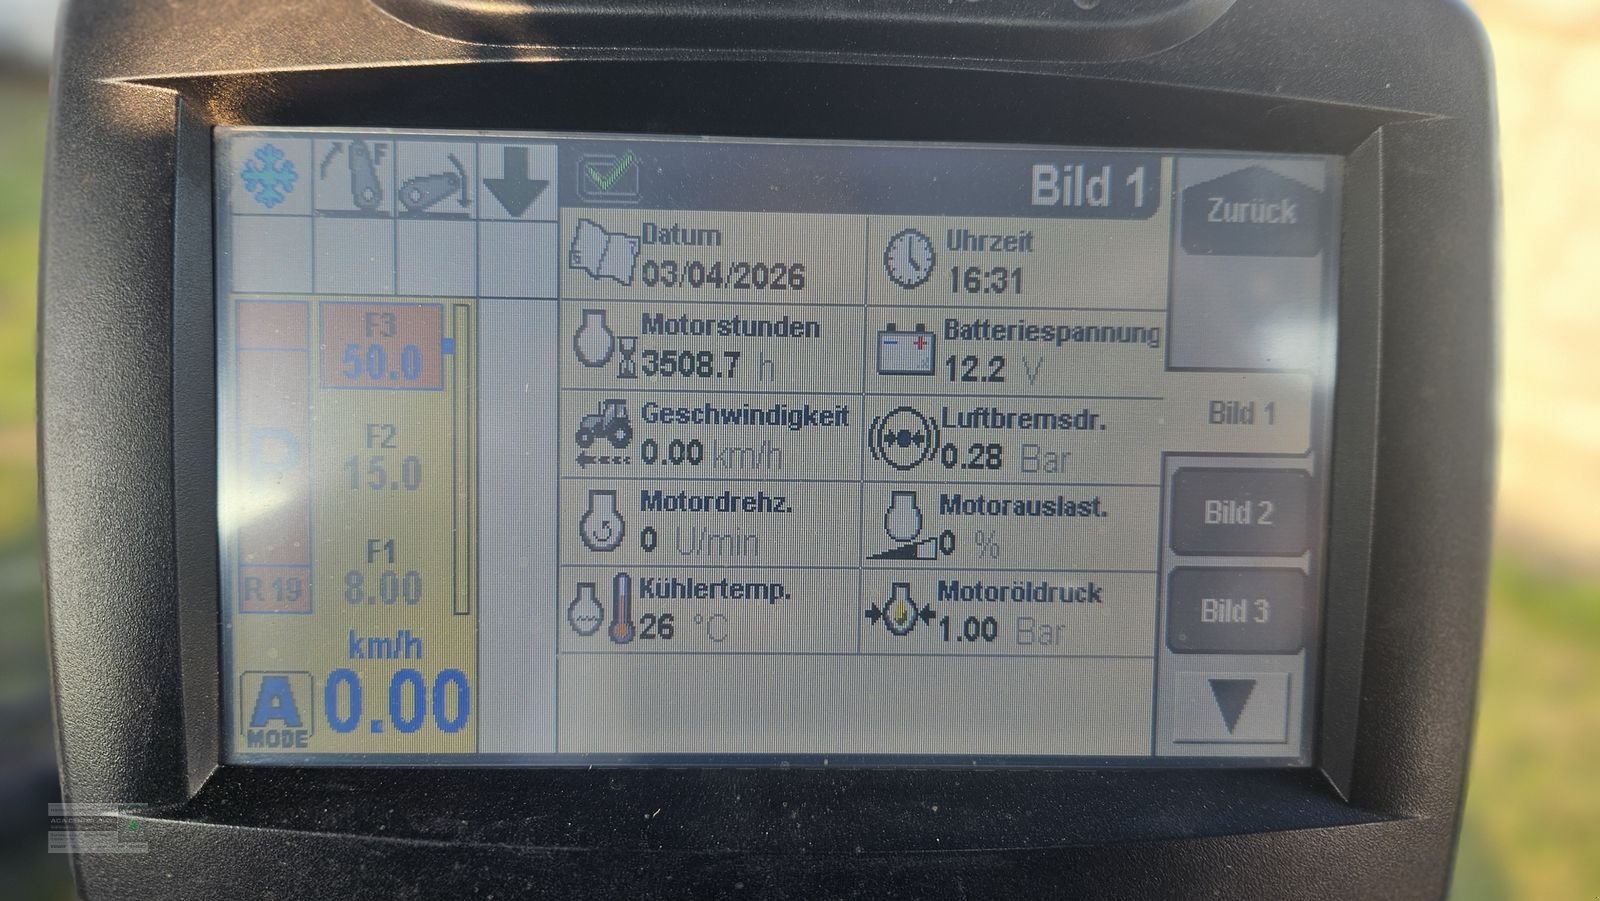 F
Bild 1
Zurück
Datum
03/04/2026
Uhrzeit
16:31
Motorstunden
3508.7 h
Batteriespannung
12.2 V
Geschwindigkeit
0.00 km/h
Luftbremsdr.
0.28 Bar
Motordrehz.
0 U/min
Motorauslast.
0 %
Kühlertemp.
26 °C
Motoröldruck
1.00 Bar
F3
50.0
F2
15.0
F1
8.00
R 19
km/h
0.00
A
MODE
Bild 1
Bild 2
Bild 3